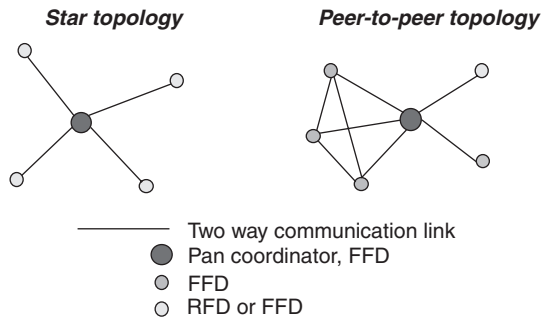 Star topology
Peer-to-peer topology
Two way communication link
Pan coordinator, FFD
FFD
RFD or FFD